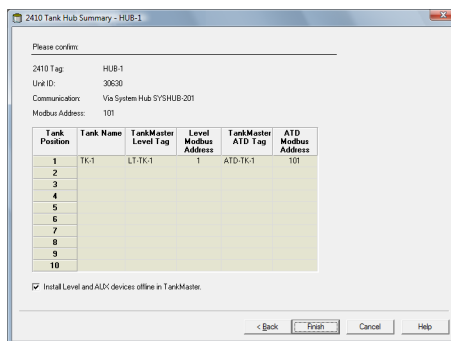 2410 Tank Hub Summary - HUB-1
Please confirm:
2410 Tag: HUB-1
Unit ID: 30630
Communication: Via System Hub SYSHUB-201
Modbus Address: 101
Tank Position Tank Name TankMaster Level Tag Level Modbus Address TankMaster ATD Tag ATD Modbus Address
1 TK-1 LT-TK-1 1 ATD-TK-1 101
2
3
4
5
6
7
8
9
10
Install Level and AUX devices offline in TankMaster.
< Back Finish Cancel Help